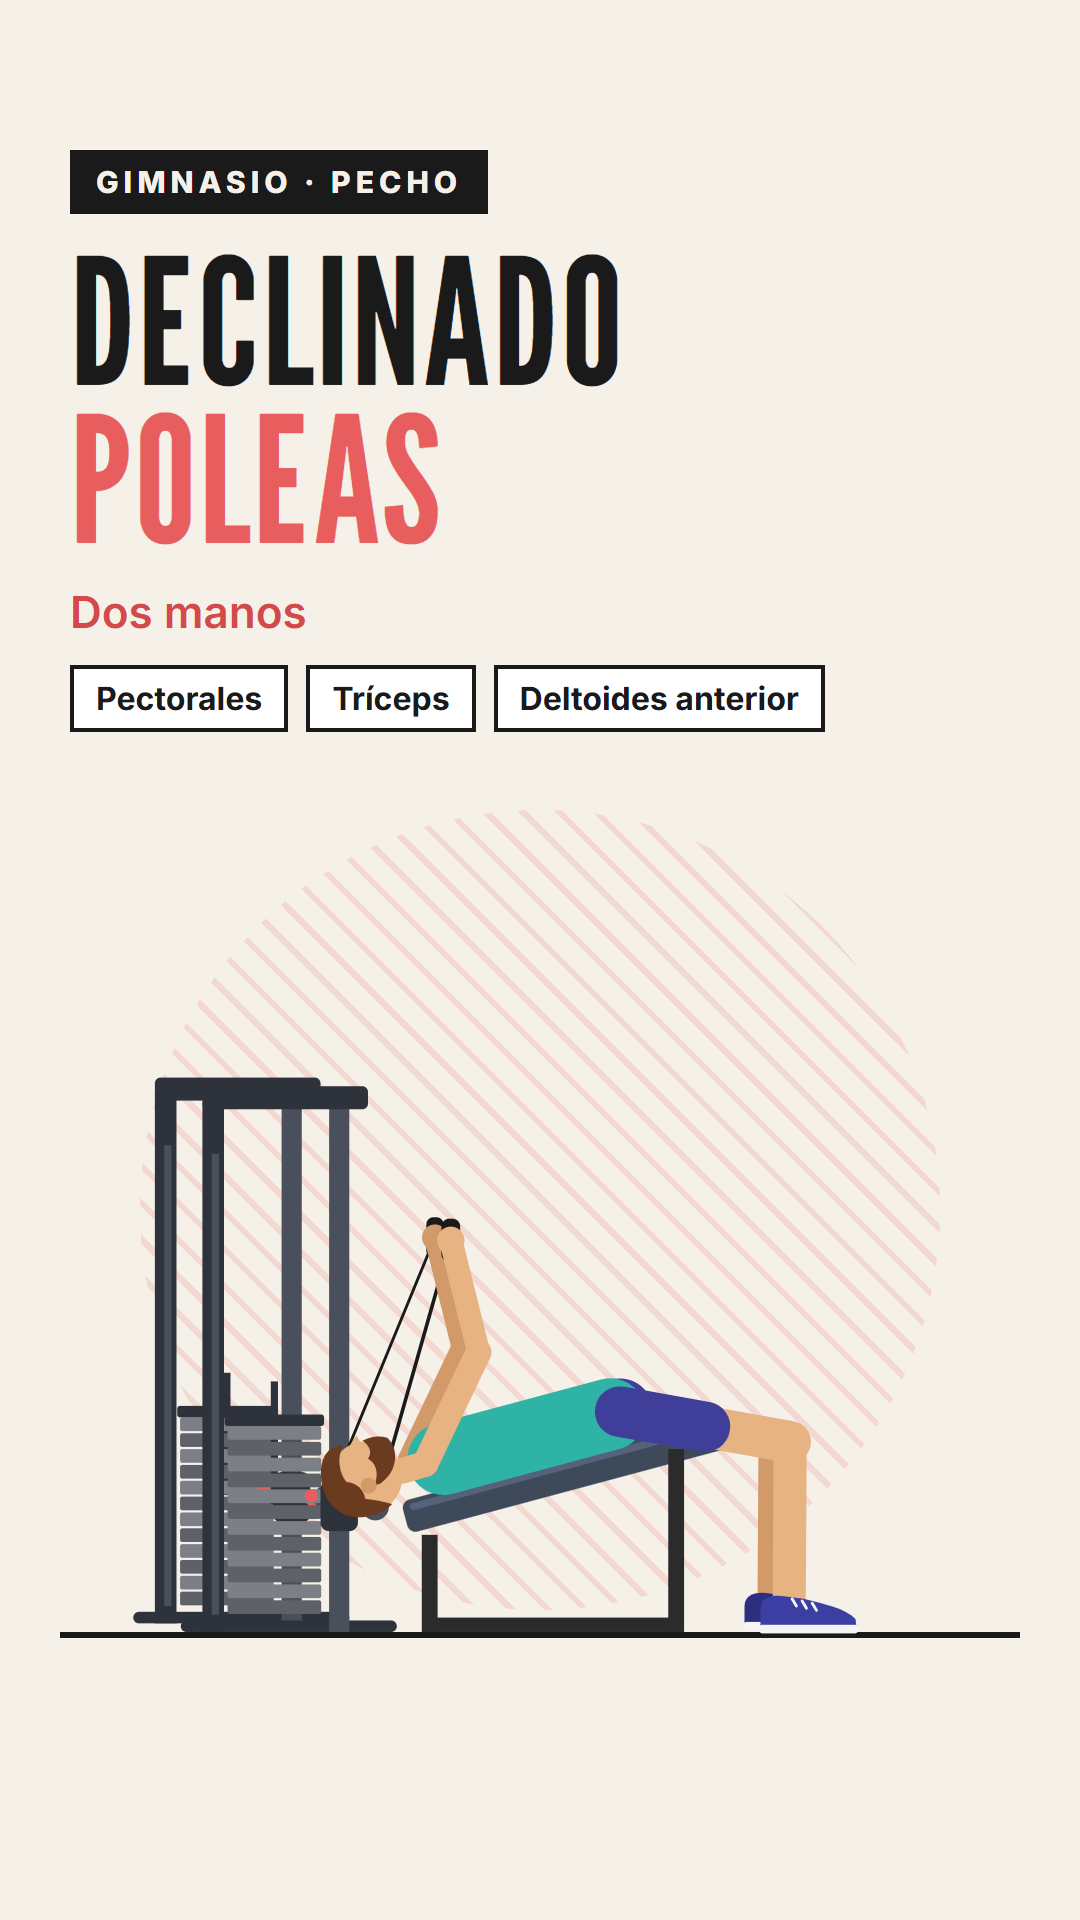 GIMNASIO · PECHO
DECLINADO
POLEAS
Dos manos
Pectorales Tríceps Deltoides anterior